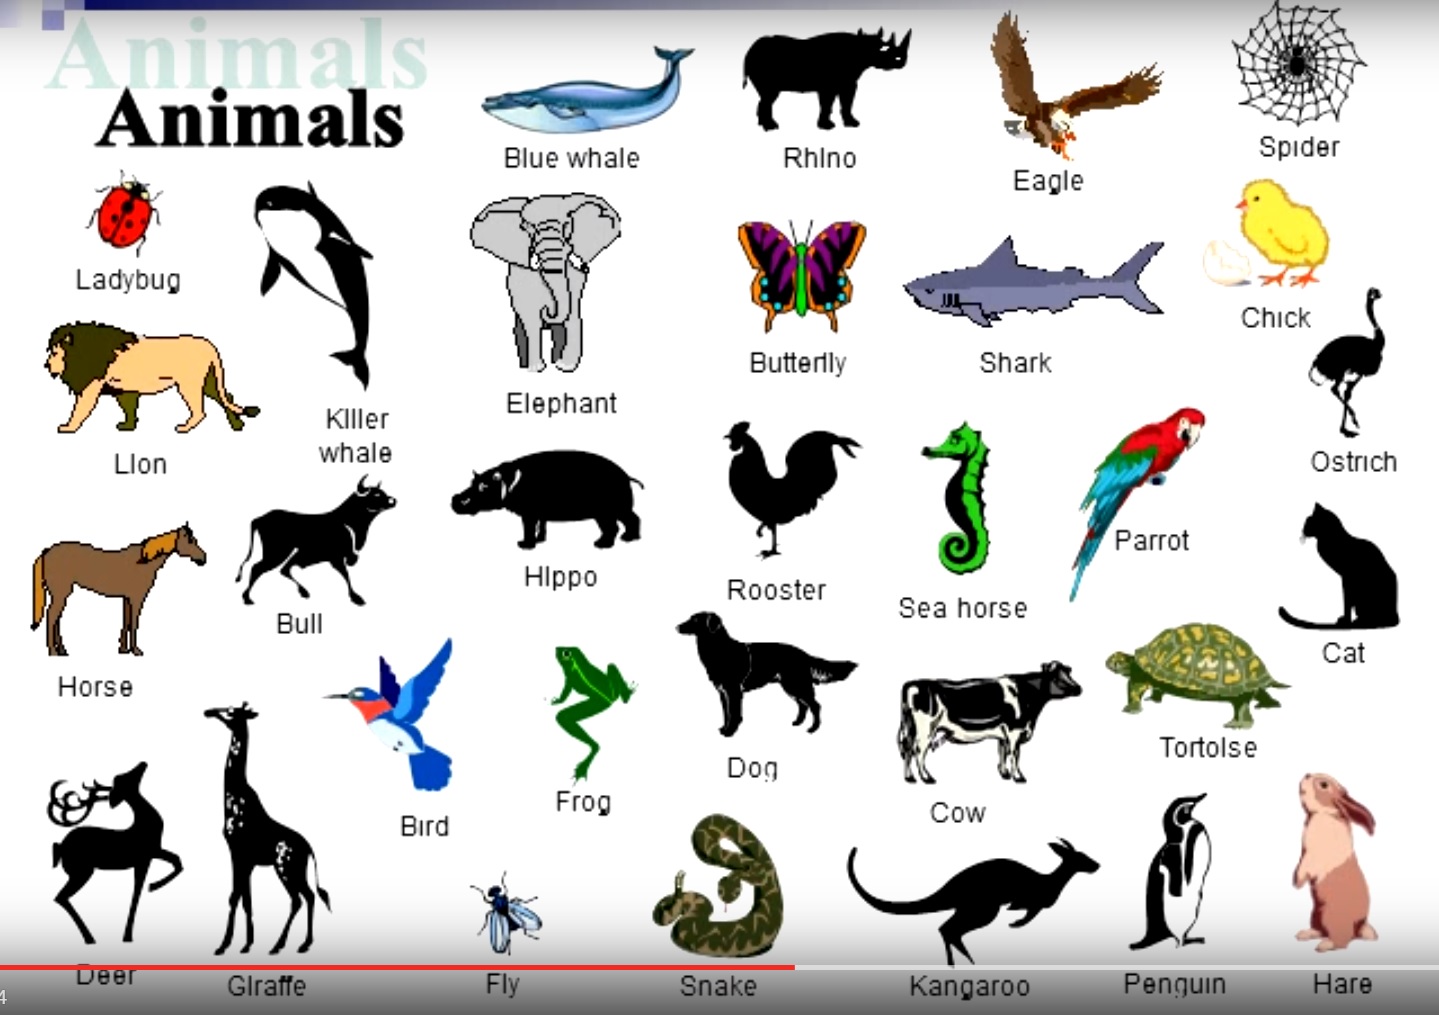 Animals
Animals
Blue whale
Rhino
Eagle
Spider
Ladybug
Killer
whale
Elephant
Butterfly
Shark
Chick
Lion
Ostrich
Bull
Hippo
Rooster
Sea horse
Parrot
Horse
Cat
Bird
Frog
Dog
Cow
Tortoise
Deer
Giraffe
Fly
Snake
Kangaroo
Penguin
Hare
4